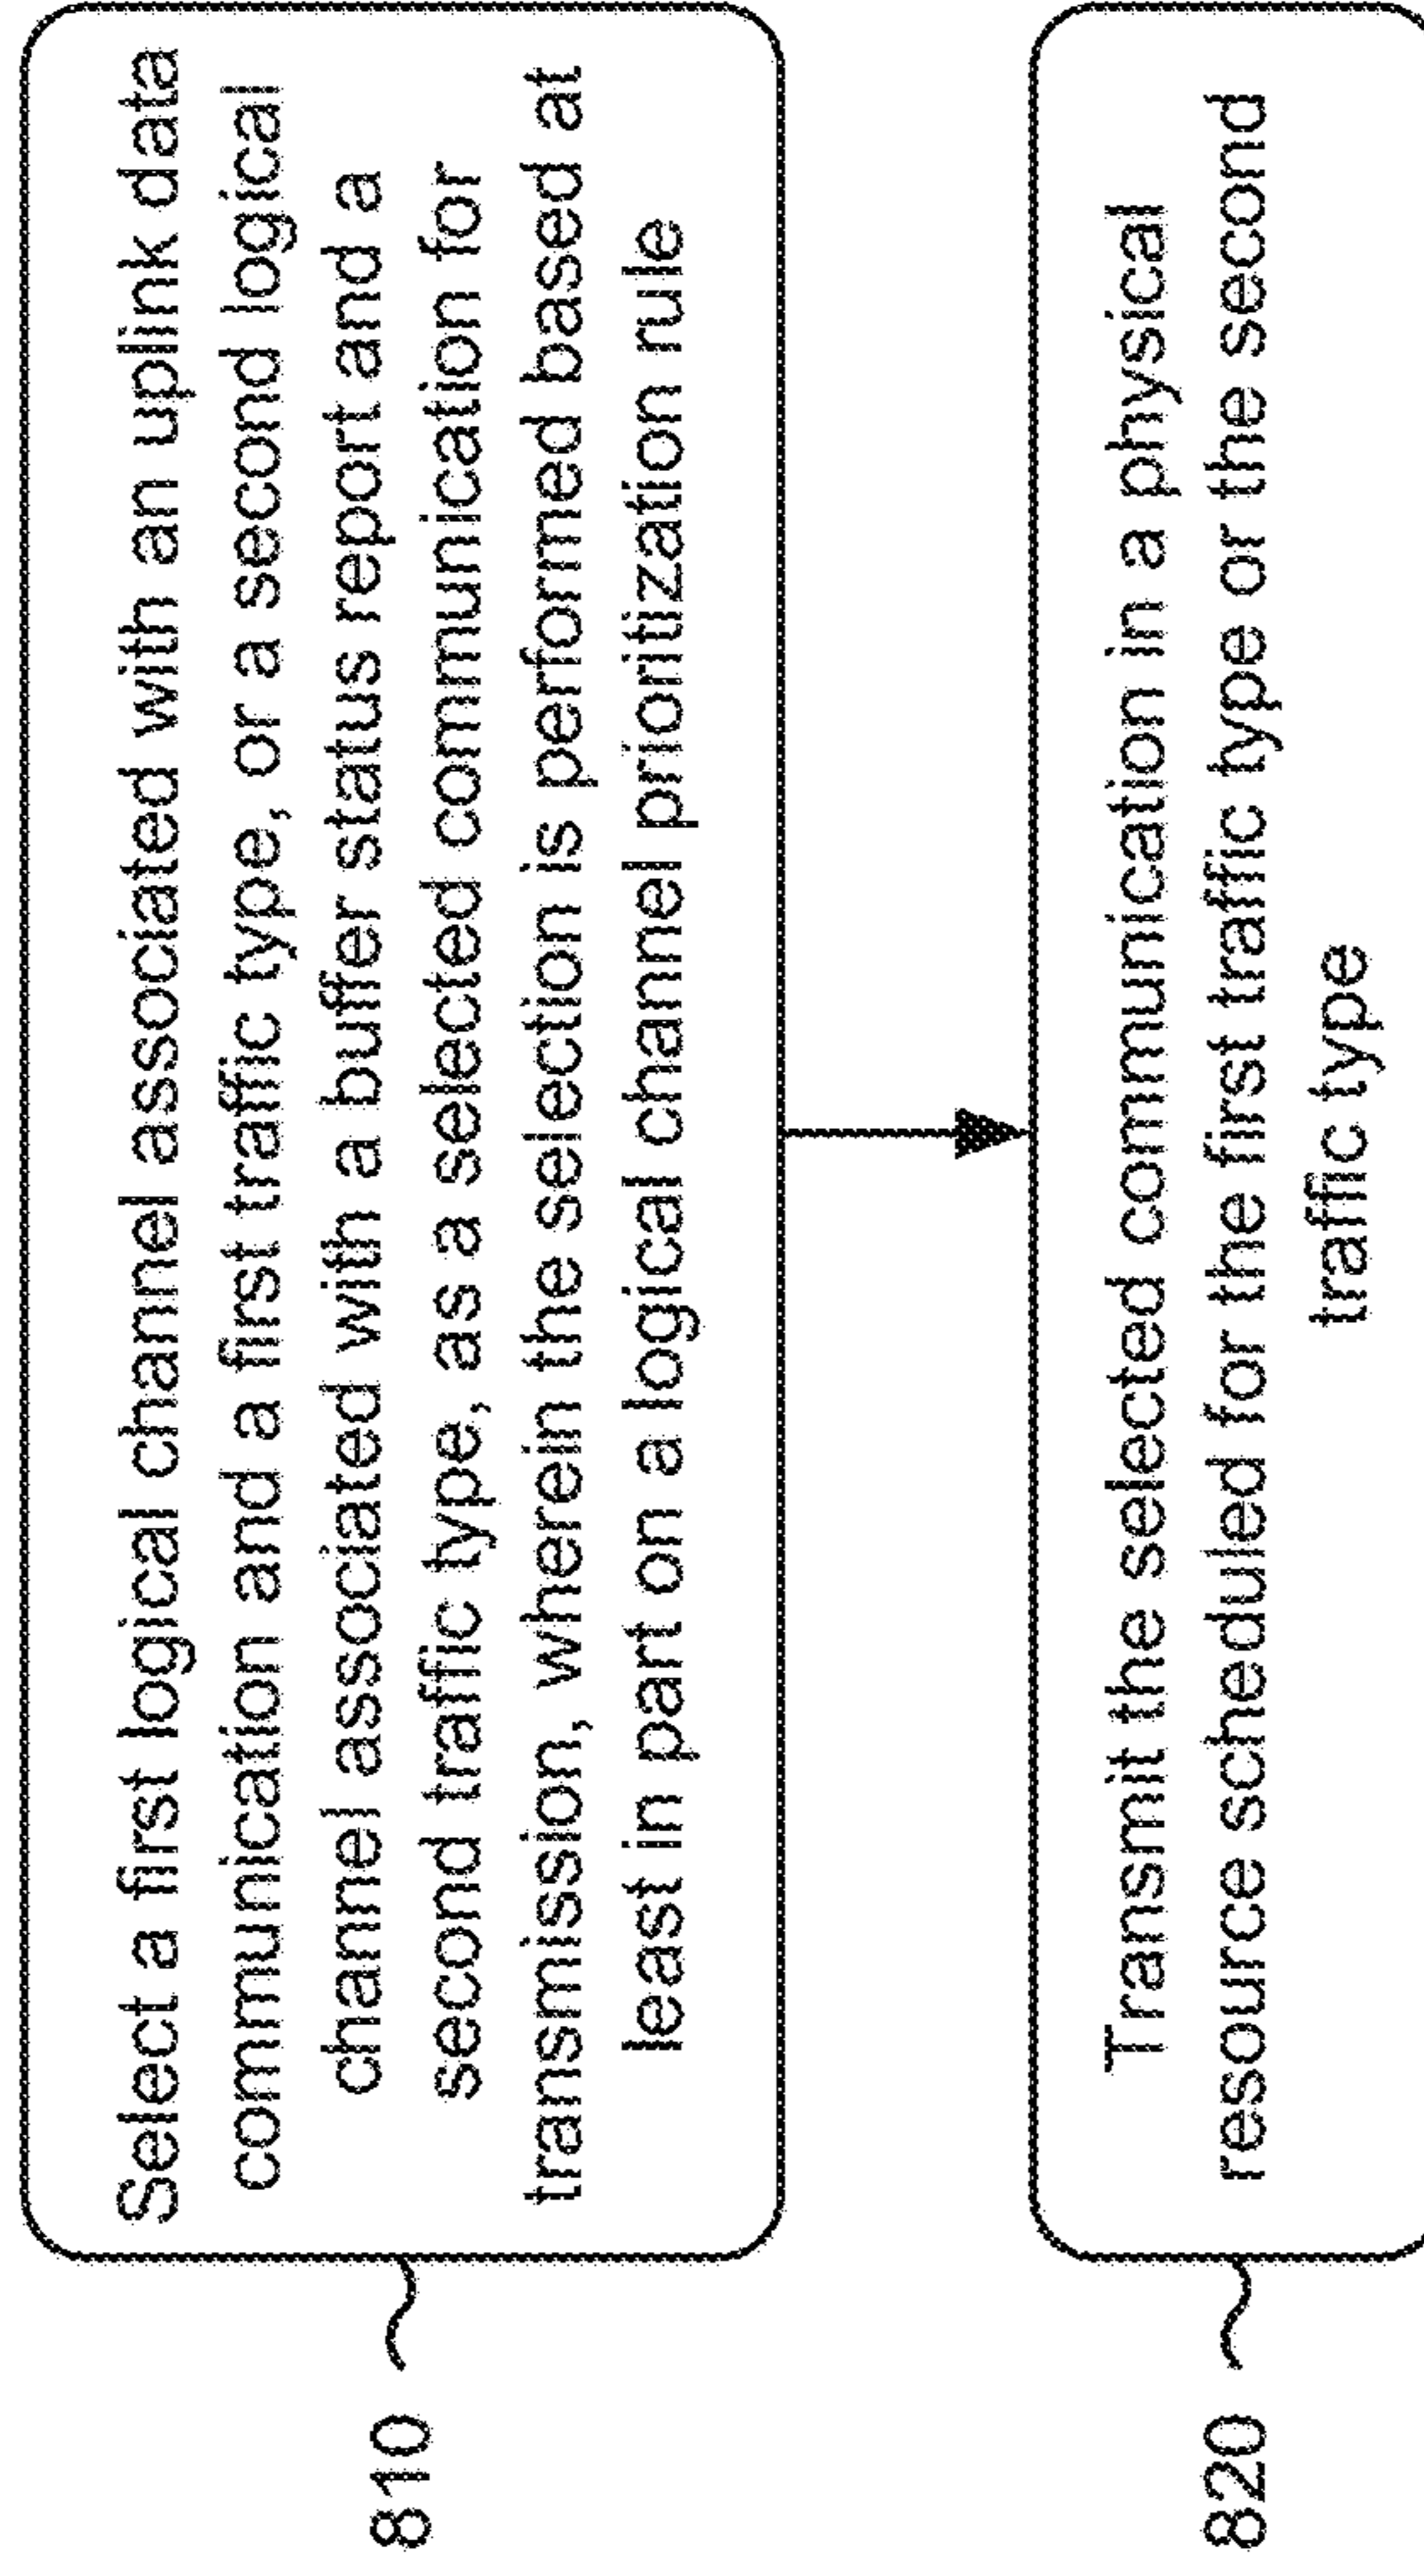 Select a first logical channel associated with an uplink data
communication and a first traffic type, or a second logical
channel associated with a buffer status report and a
second traffic type, as a selected communication for
transmission, wherein the selection is performed based at
least in part on a logical channel prioritization rule
810
Transmit the selected communication in a physical
resource scheduled for the first traffic type or the second
traffic type
820